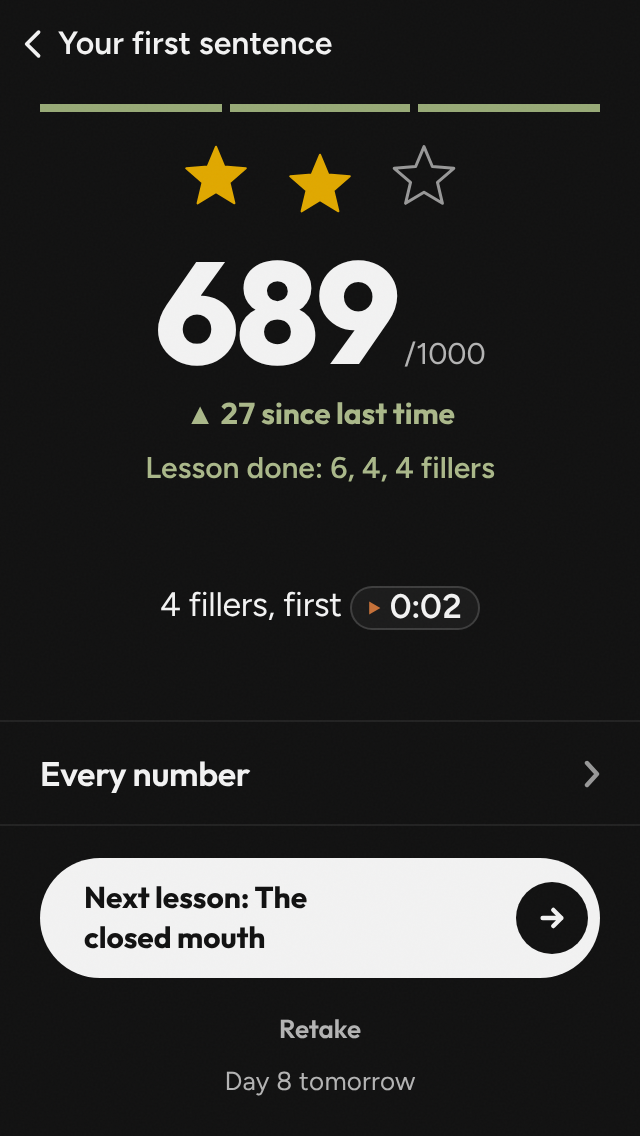 Your first sentence
689 /1000
▲ 27 since last time
Lesson done: 6, 4, 4 fillers
4 fillers, first 0:02
Every number
Next lesson: The
closed mouth
Retake
Day 8 tomorrow